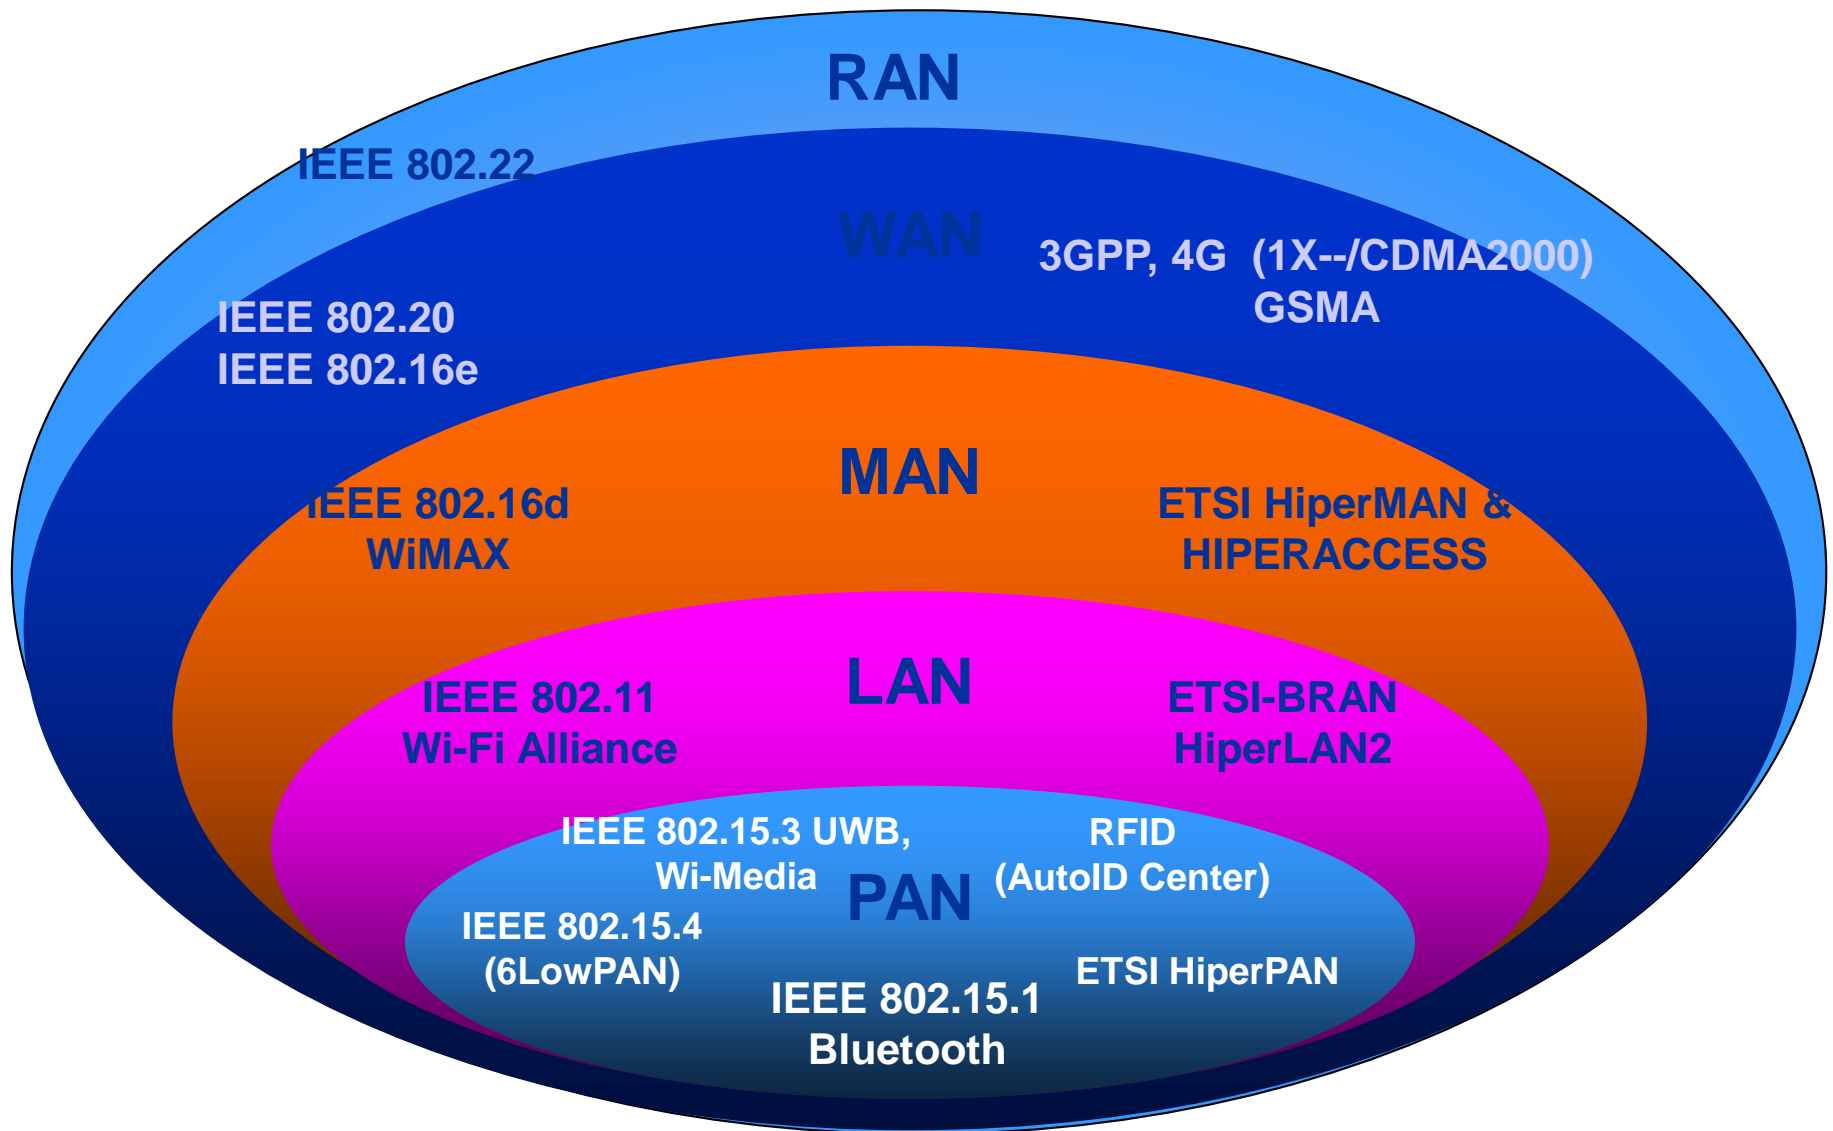 RAN
IEEE 802.22
WAN
3GPP, 4G (1X--/CDMA2000)
GSMA
IEEE 802.20
IEEE 802.16e
MAN
IEEE 802.16d
WiMAX
ETSI HiperMAN &
HIPERACCESS
LAN
IEEE 802.11
Wi-Fi Alliance
ETSI-BRAN
HiperLAN2
IEEE 802.15.3 UWB,
Wi-Media
RFID
(AutoID Center)
PAN
IEEE 802.15.4
(6LowPAN)
ETSI HiperPAN
IEEE 802.15.1
Bluetooth